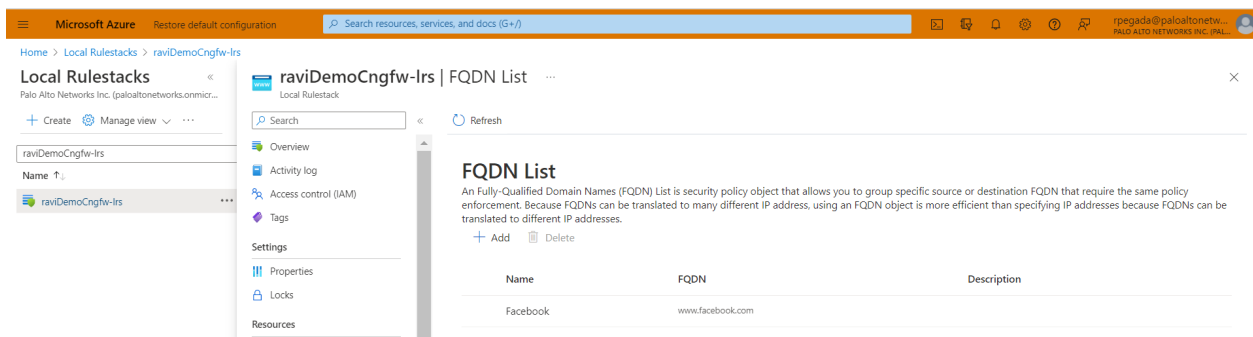 Microsoft Azure Restore default configuration Search resources, services, and docs (G+/) rpegada@paloaltonetw...
PALO ALTO NETWORKS INC. (PAL...
Home > Local Rulestacks > raviDemoCngfw-lrs
Local Rulestacks «
Palo Alto Networks Inc. (paloaltonetworks.onmicr...
+ Create Manage view ...
raviDemoCngfw-lrs
Name ↑↓
raviDemoCngfw-lrs ...
www
raviDemoCngfw-lrs | FQDN List ...
Local Rulestack
Search «
Overview
Activity log
Access control (IAM)
Tags
Settings
Properties
Locks
Resources
Refresh
FQDN List
An Fully-Qualified Domain Names (FQDN) List is security policy object that allows you to group specific source or destination FQDN that require the same policy
enforcement. Because FQDNs can be translated to many different IP address, using an FQDN object is more efficient than specifying IP addresses because FQDNs can be
translated to different IP addresses.
+ Add Delete
Name FQDN Description
Facebook www.facebook.com